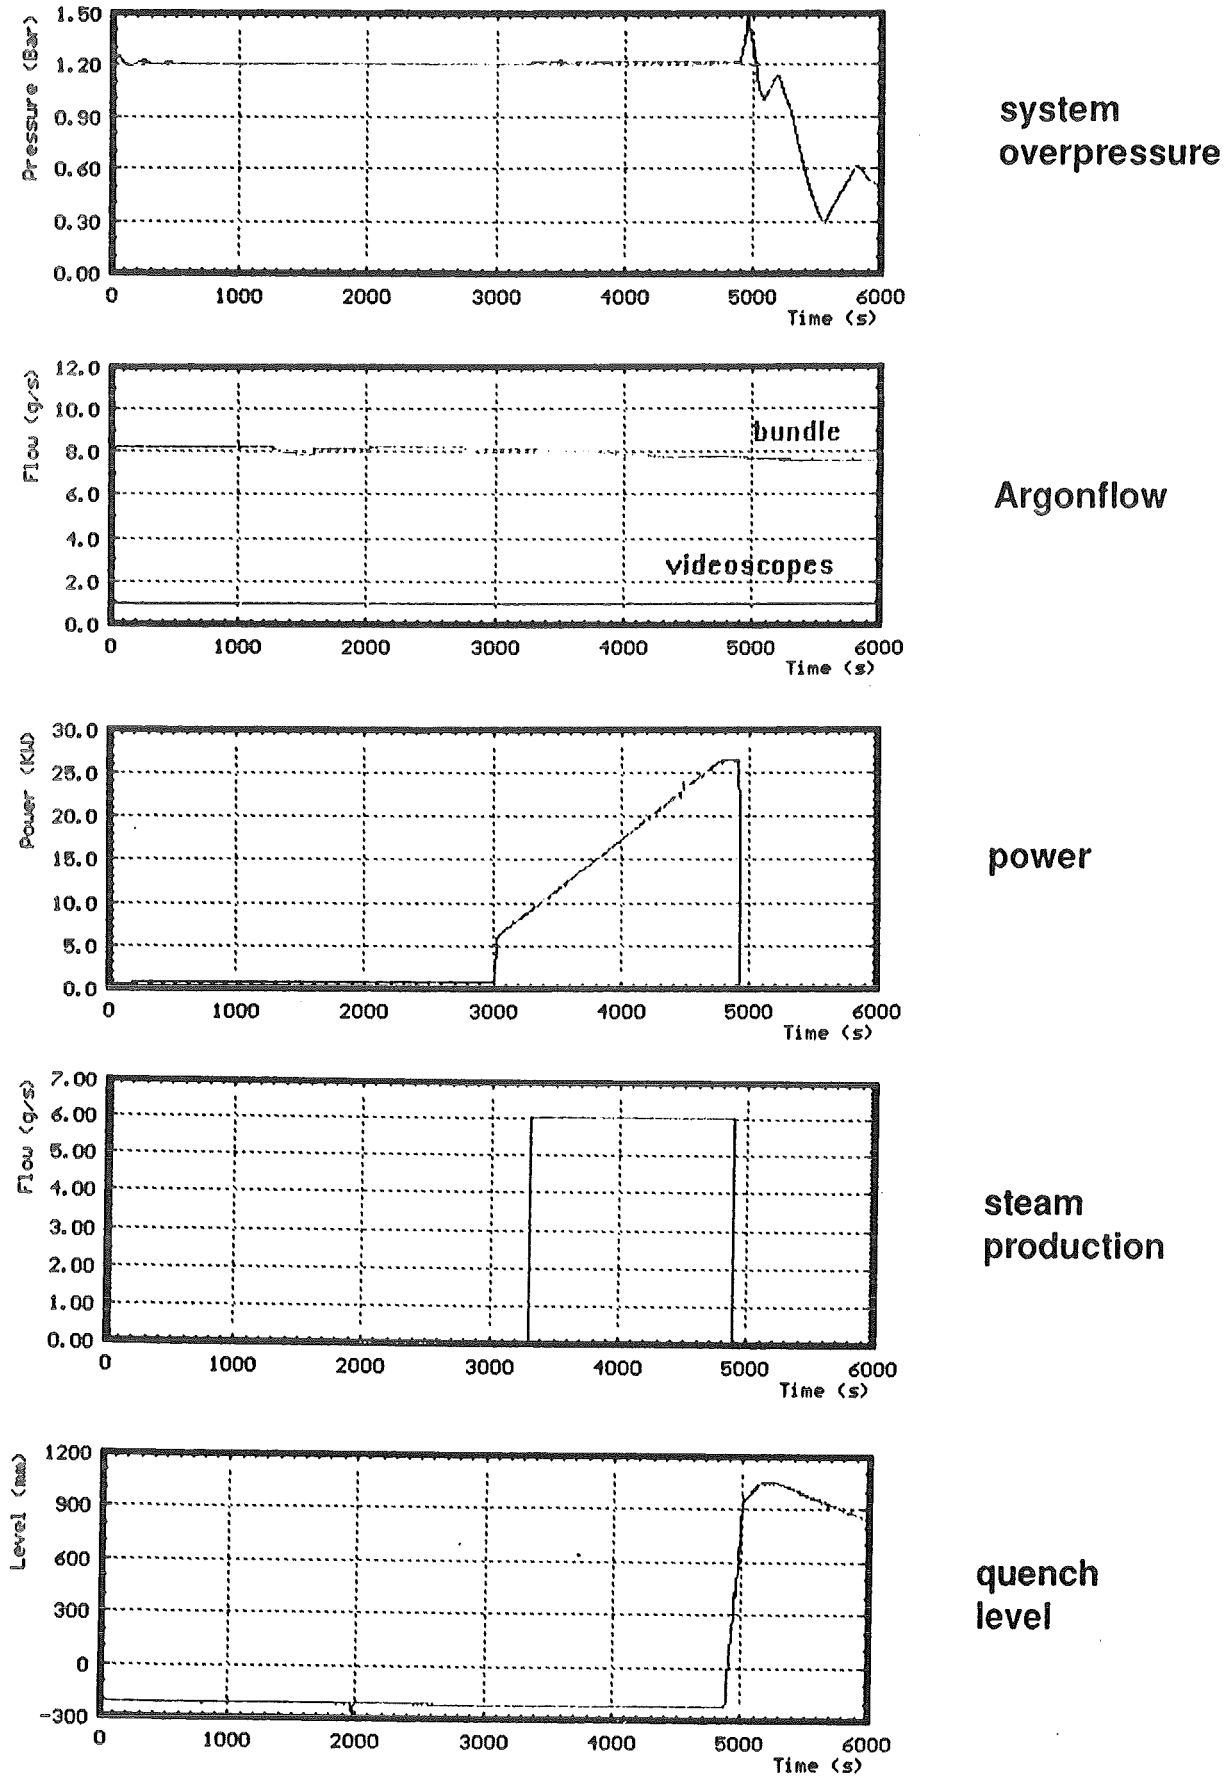 Pressure (Bar)
1.50
1.20
0.90
0.60
0.30
0.00
0 1000 2000 3000 4000 5000 6000
Time (s)
system
overpressure
Flow (g/s)
12.0
10.0
8.0
6.0
4.0
2.0
0.0
bundle
videoscopes
0 1000 2000 3000 4000 5000 6000
Time (s)
Argonflow
Power (KW)
30.0
25.0
20.0
15.0
10.0
5.0
0.0
0 1000 2000 3000 4000 5000 6000
Time (s)
power
Flow (g/s)
7.00
6.00
5.00
4.00
3.00
2.00
1.00
0.00
0 1000 2000 3000 4000 5000 6000
Time (s)
steam
production
Level (mm)
1200
900
600
300
0
-300
0 1000 2000 3000 4000 5000 6000
Time (s)
quench
level